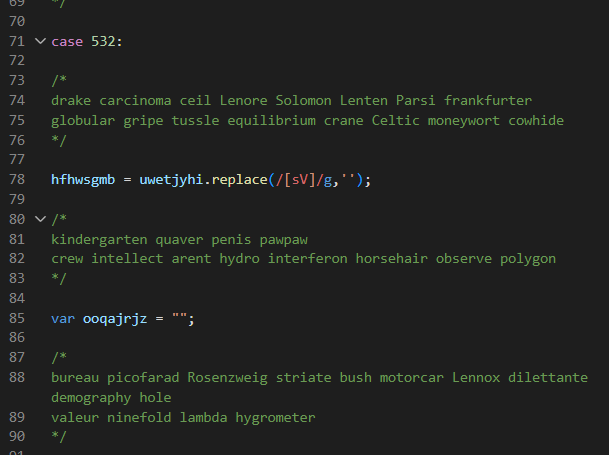 69 */
70
71 case 532:
72
73 /*
74 drake carcinoma ceil Lenore Solomon Lenten Parsi frankfurter
75 globular gripe tussle equilibrium crane Celtic moneywort cowhide
76 */
77
78 hfhwsgmb = uwetjyhi.replace(/[sV]/g,'');
79
80 /*
81 kindergarten quaver penis pawpaw
82 crew intellect arent hydro interferon horsehair observe polygon
83 */
84
85 var ooqajrjz = "";
86
87 /*
88 bureau picofarad Rosenzweig striate bush motorcar Lennox dilettante
demography hole
89 valeur ninefold lambda hygrometer
90 */
91